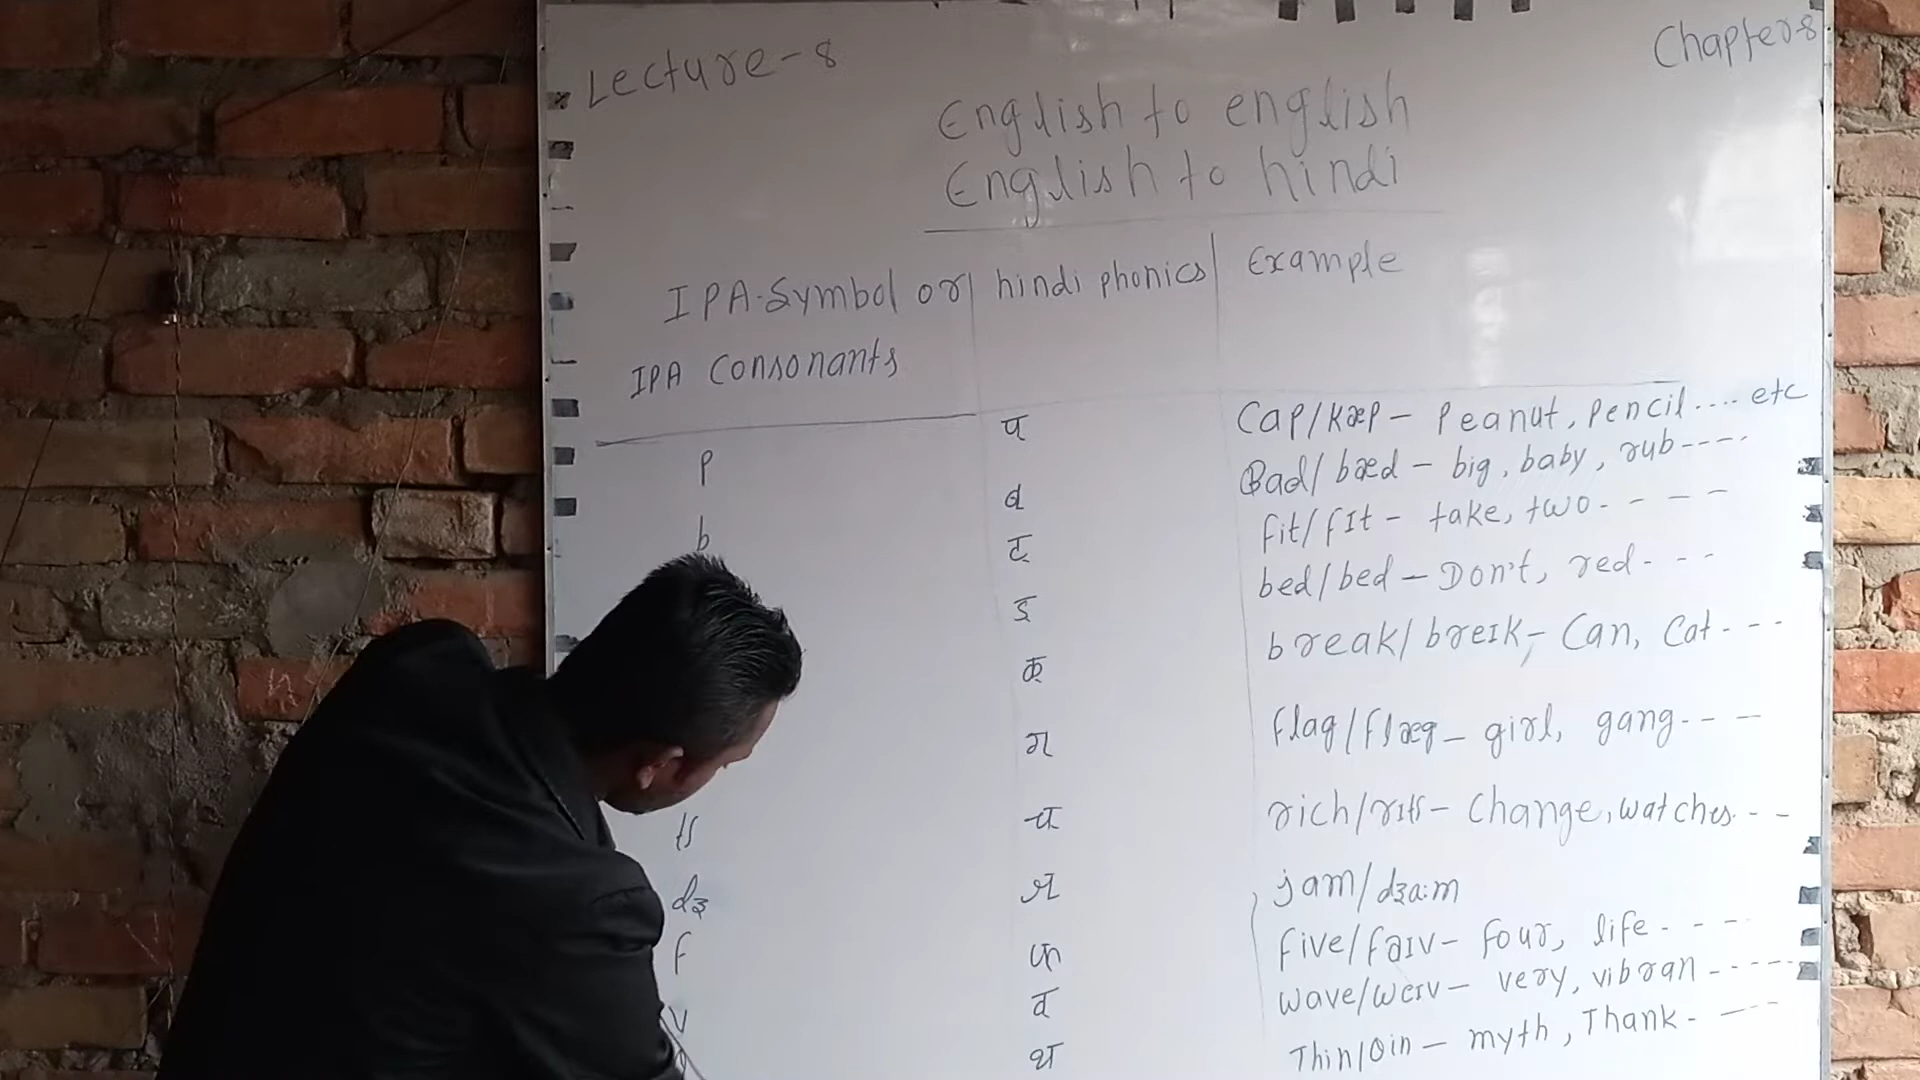 Lecture-8
Chapter-8
English to english
English to hindi
IPA-Symbol or | hindi phonics | Example
IPA Consonants
p प् Cap/kæp – Peanut, pencil.... etc
b ब् Bad/bæd – big, baby, rub----
ट् fit/fIt – take, two- - - -
ड् bed/bed – Don't, red- - -
क् break/breIk – Can, Cat- - -
ग् flag/flæg – girl, gang- - -
tʃ च् rich/rItʃ – Change, watches- - -
dʒ ज् jam/dʒa:m
f फ् five/faIv – four, life- - - -
v व् wave/weIv – very, vibran- - - -
थ् Thin/θin – myth, Thank- - -